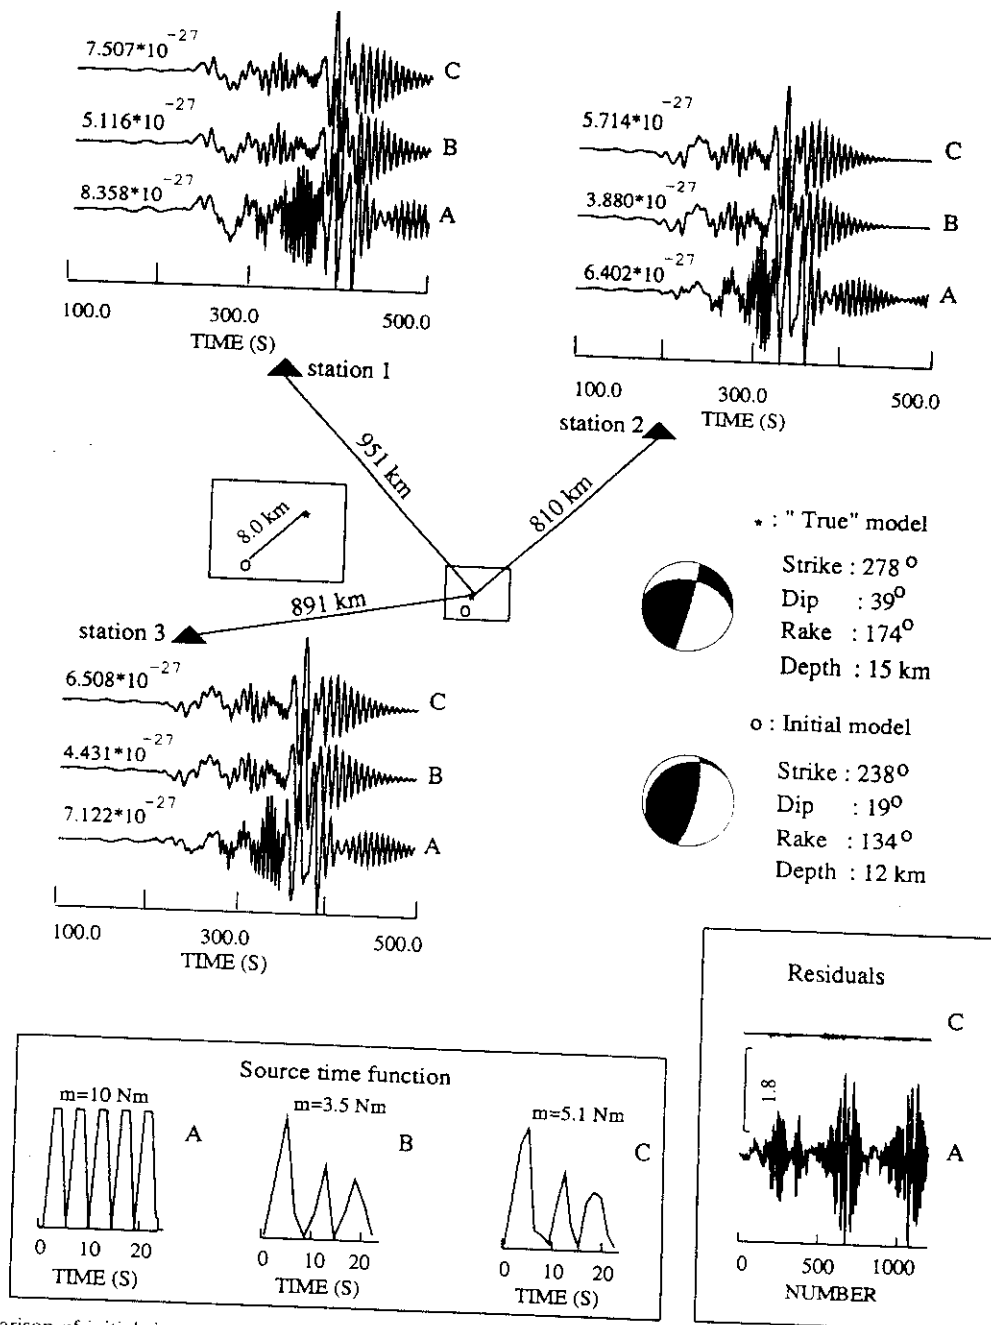 7.507*10-27
C
5.116*10-27
B
8.358*10-27
A
100.0 300.0 500.0
TIME (S)
station 1
5.714*10-27
C
3.880*10-27
B
6.402*10-27
A
100.0 300.0 500.0
TIME (S)
station 2
951 km
810 km
8.0 km
o
*
891 km
o
station 3
6.508*10-27
C
4.431*10-27
B
7.122*10-27
A
100.0 300.0 500.0
TIME (S)
* : " True" model
Strike : 278 o
Dip : 39o
Rake : 174o
Depth : 15 km
o : Initial model
Strike : 238o
Dip : 19o
Rake : 134o
Depth : 12 km
Source time function
m=10 Nm
A
0 10 20
TIME (S)
m=3.5 Nm
B
0 10 20
TIME (S)
m=5.1 Nm
C
0 10 20
TIME (S)
Residuals
C
1.8
A
0 500 1000
NUMBER